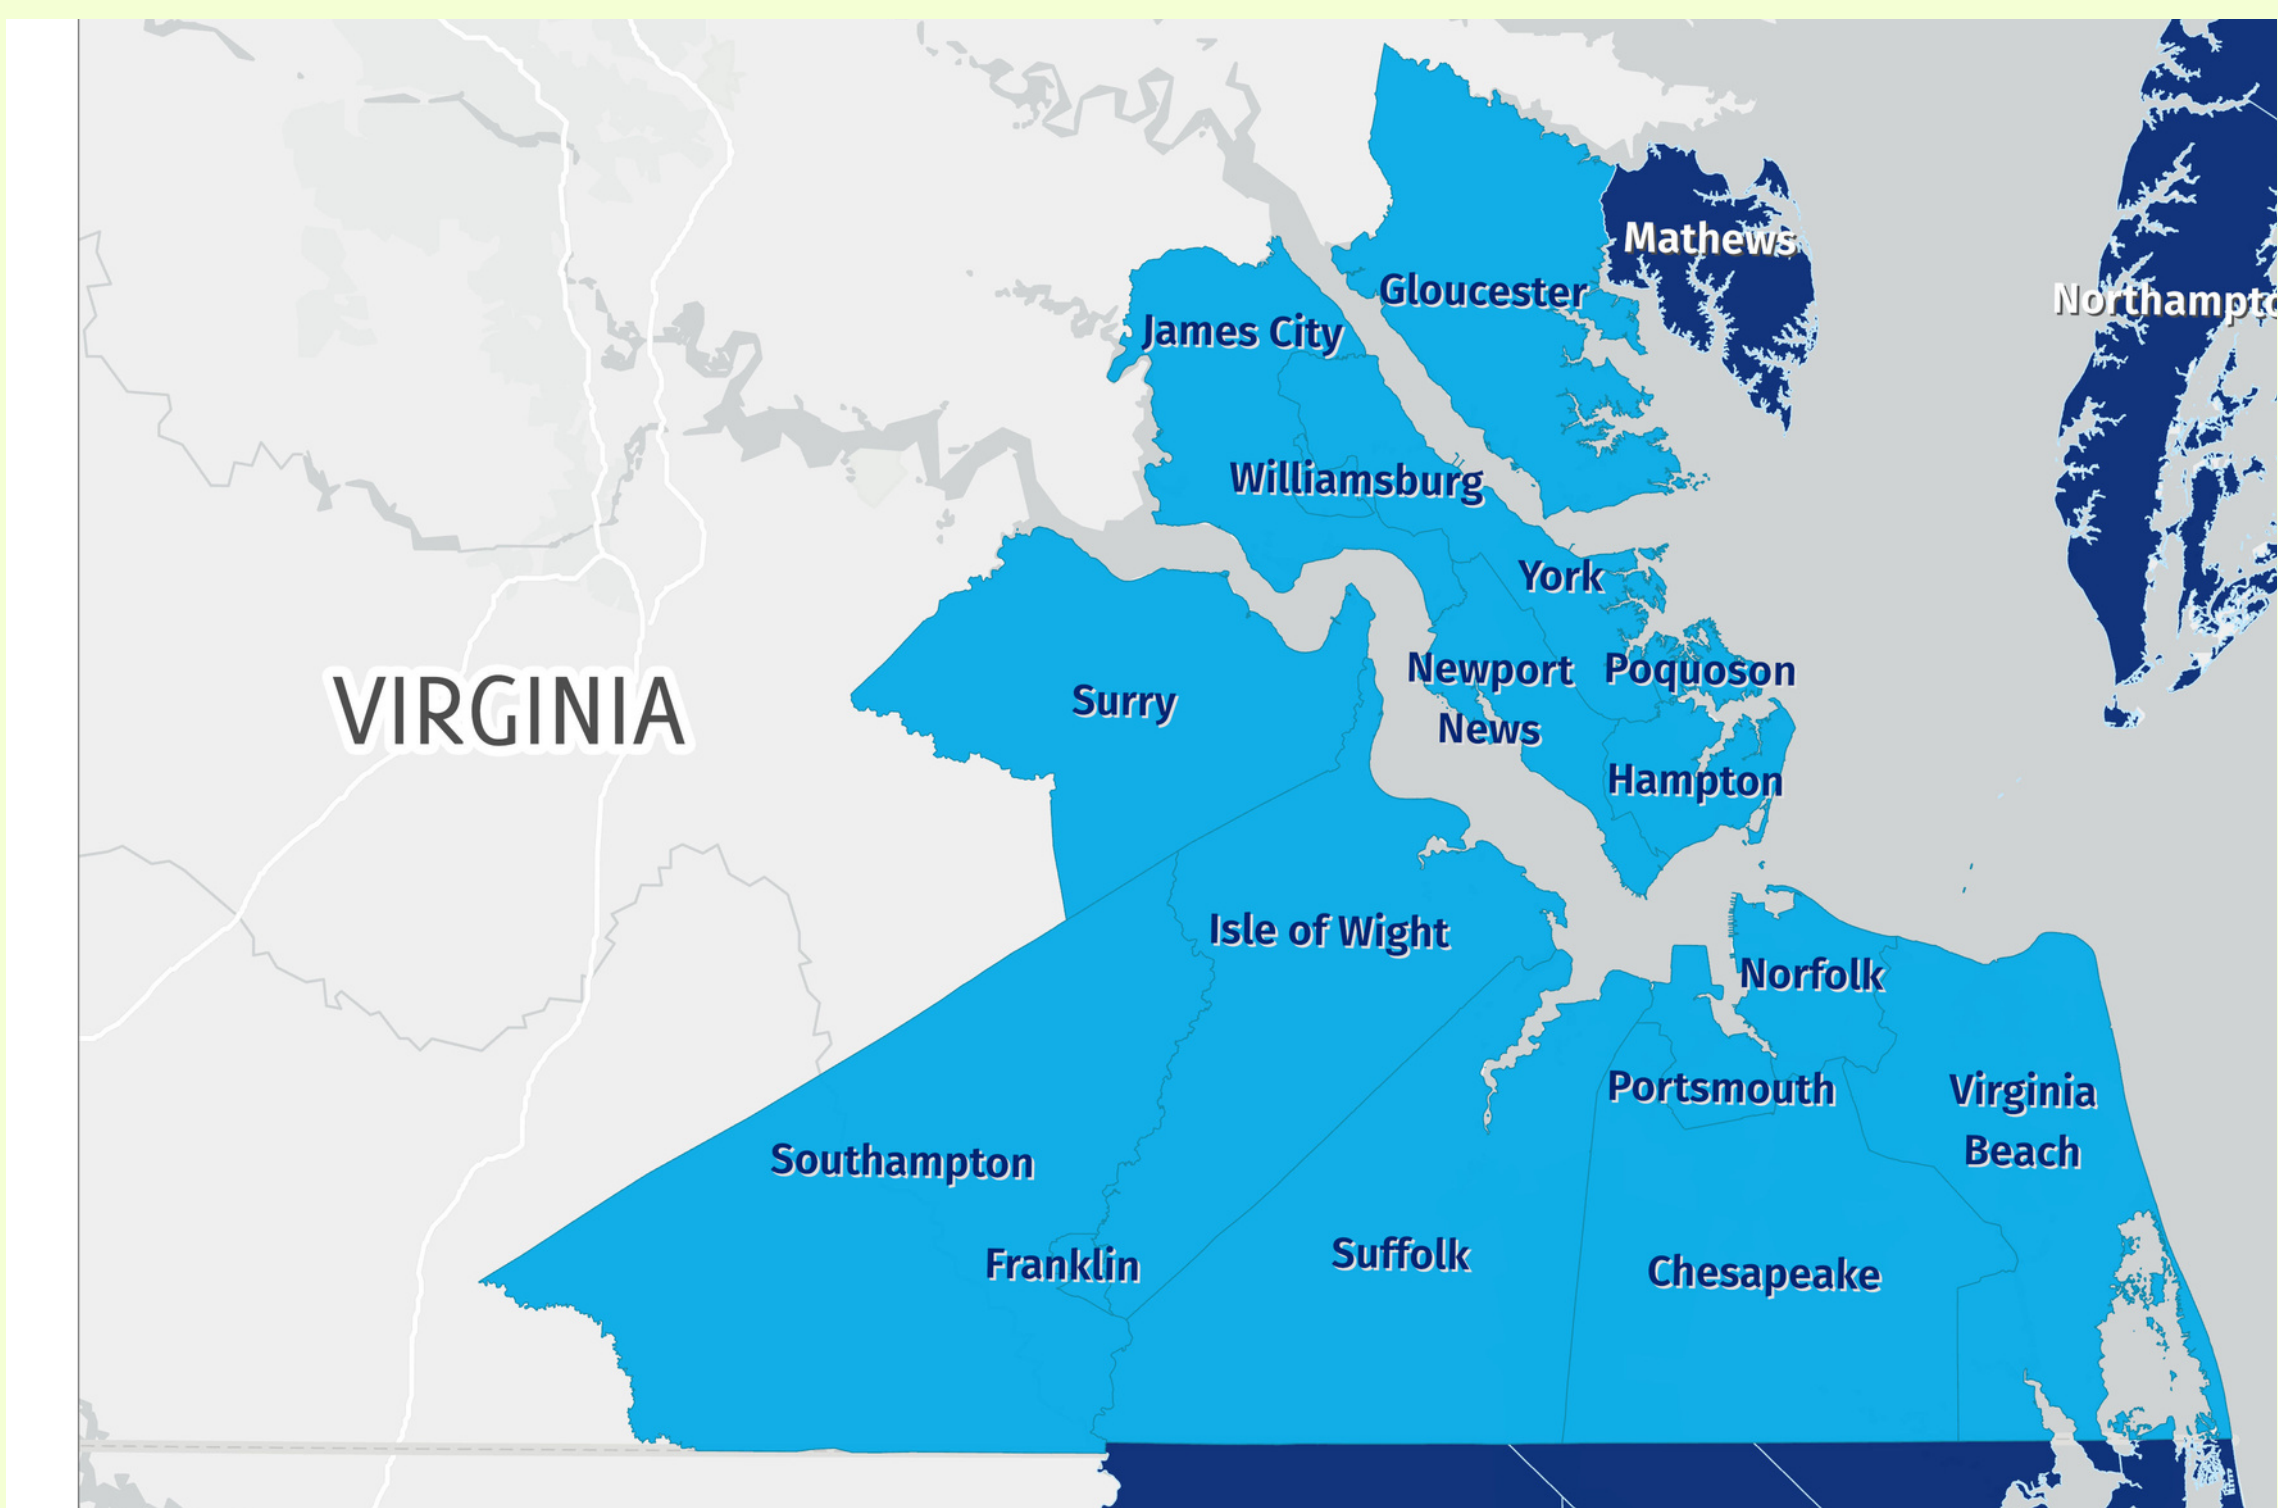 Mathews
Gloucester
Northampto
James City
Williamsburg
York
Newport
News
Poquoson
VIRGINIA
Surry
Hampton
Isle of Wight
Norfolk
Portsmouth
Virginia
Beach
Southampton
Franklin
Suffolk
Chesapeake